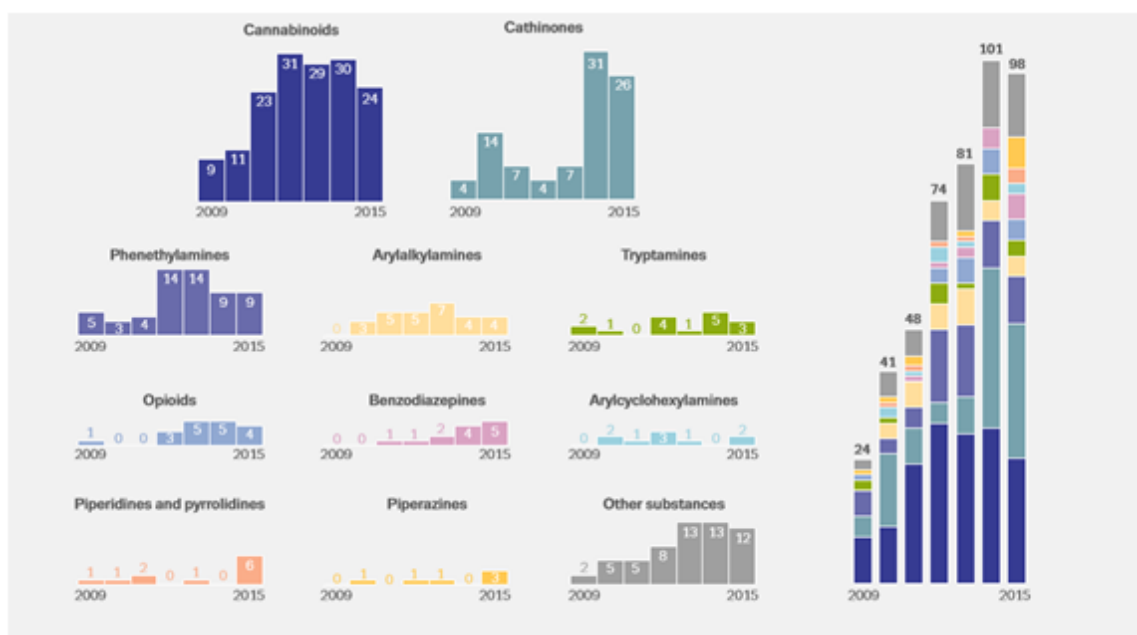 Cannabinoids
9 11 23 31 29 30 24
2009 2015
Cathinones
4 14 7 4 7 31 26
2009 2015
Phenethylamines
5 3 4 14 14 9 9
2009 2015
Arylalkylamines
0 3 5 5 7 4 4
2009 2015
Tryptamines
2 1 0 4 1 5 3
2009 2015
Opioids
1 0 0 3 5 5 4
2009 2015
Benzodiazepines
0 0 1 1 2 4 5
2009 2015
Arylcyclohexylamines
0 2 1 3 1 0 2
2009 2015
Piperidines and pyrrolidines
1 1 2 0 1 0 6
2009 2015
Piperazines
0 1 0 1 1 0 3
2009 2015
Other substances
2 5 5 8 13 13 12
2009 2015
24 41 48 74 81 101 98
2009 2015